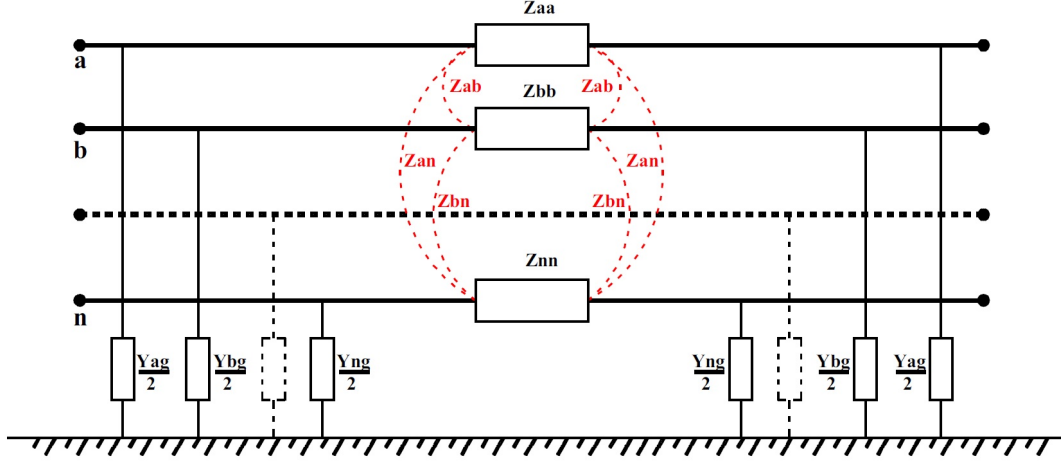 Zaa
a
Zab Zab
Zbb
b
Zan Zan
Zbn Zbn
Znn
n
Yag
2
Ybg
2
Yng
2
Yng
2
Ybg
2
Yag
2